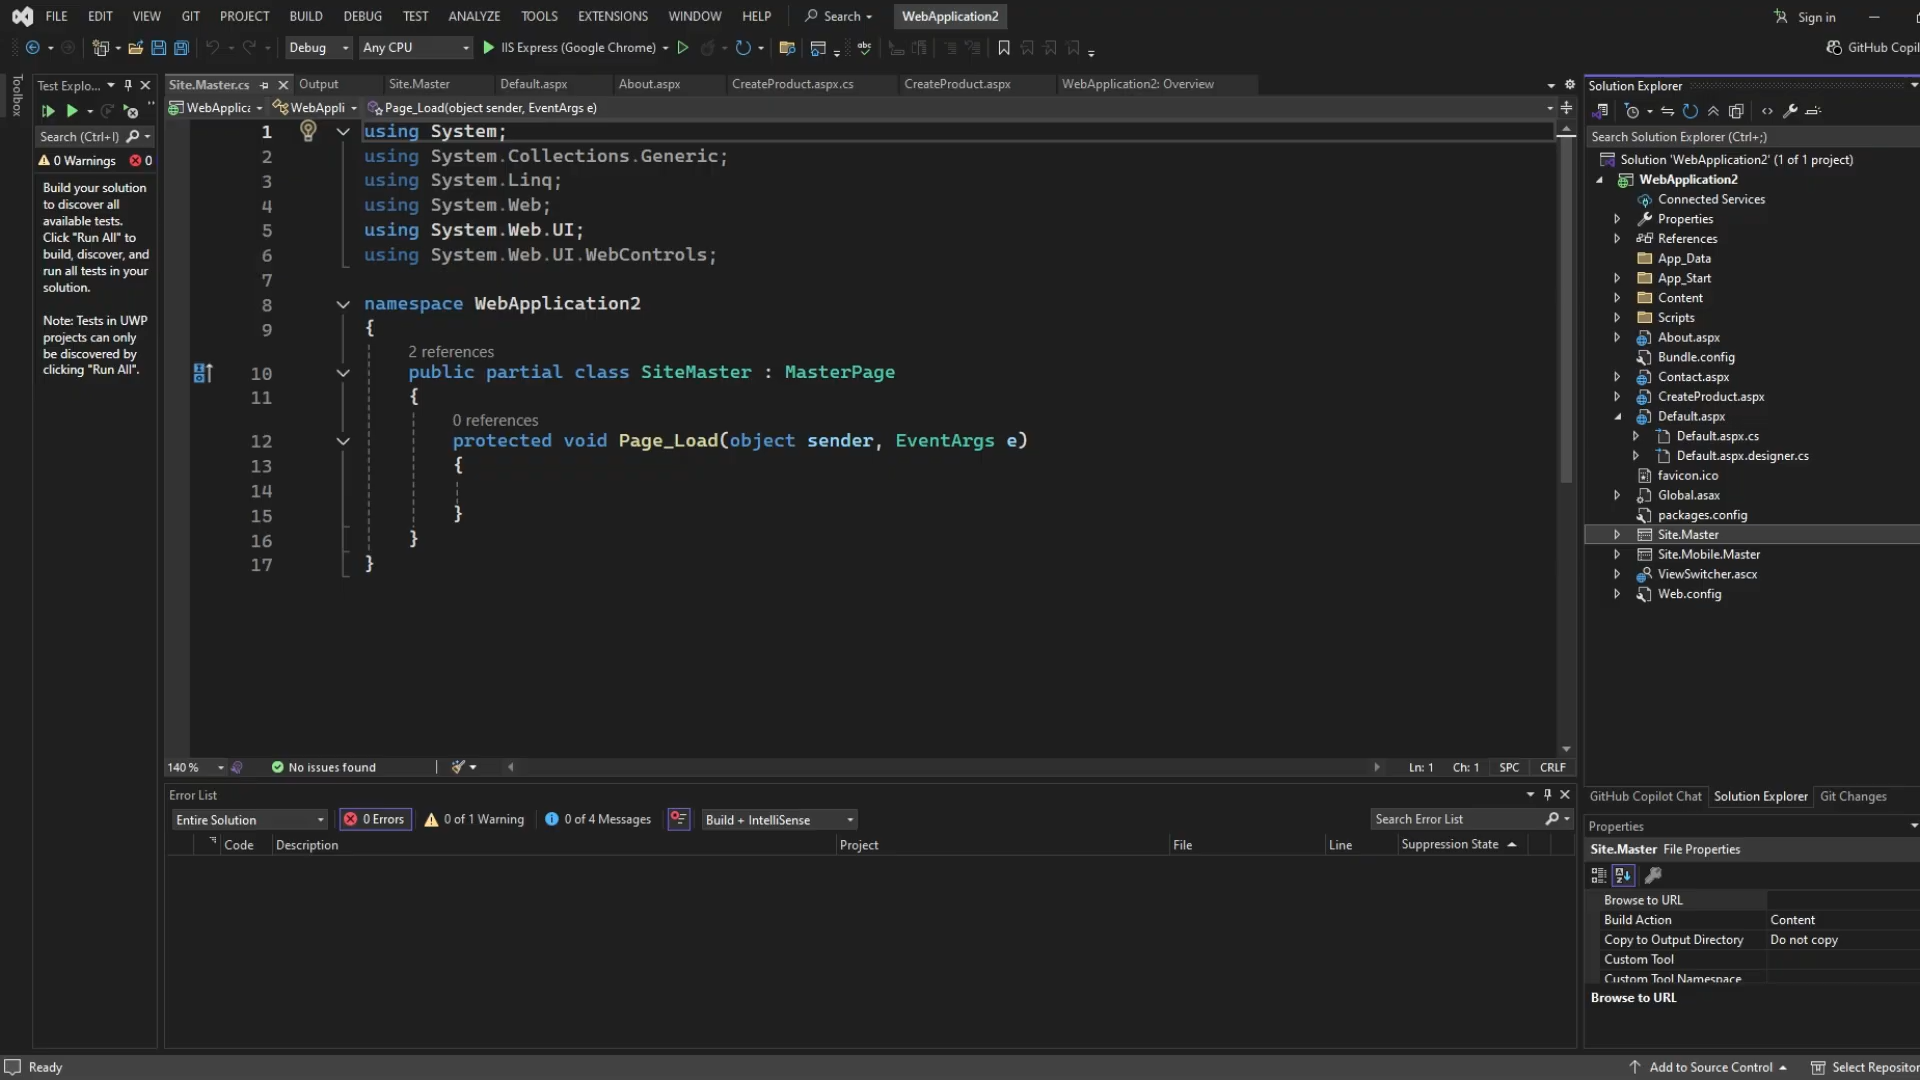 FILE EDIT VIEW GIT PROJECT BUILD DEBUG TEST ANALYZE TOOLS EXTENSIONS WINDOW HELP Search WebApplication2 Sign in
Debug Any CPU IIS Express (Google Chrome) GitHub Copil
Toolbox
Test Explo...
Search (Ctrl+I)
0 Warnings 0
Build your solution
to discover all
available tests.
Click "Run All" to
build, discover, and
run all tests in your
solution.
Note: Tests in UWP
projects can only
be discovered by
clicking "Run All".
Site.Master.cs Output Site.Master Default.aspx About.aspx CreateProduct.aspx.cs CreateProduct.aspx WebApplication2: Overview
WebApplica WebAppli Page_Load(object sender, EventArgs e)
1 using System;
2 using System.Collections.Generic;
3 using System.Linq;
4 using System.Web;
5 using System.Web.UI;
6 using System.Web.UI.WebControls;
7
8 namespace WebApplication2
9 {
2 references
10 public partial class SiteMaster : MasterPage
11 {
0 references
12 protected void Page_Load(object sender, EventArgs e)
13 {
14
15 }
16 }
17 }
140 % No issues found Ln: 1 Ch: 1 SPC CRLF
Error List
Entire Solution 0 Errors 0 of 1 Warning 0 of 4 Messages Build + IntelliSense Search Error List
Code Description Project File Line Suppression State
Solution Explorer
Search Solution Explorer (Ctrl+;)
Solution 'WebApplication2' (1 of 1 project)
WebApplication2
Connected Services
Properties
References
App_Data
App_Start
Content
Scripts
About.aspx
Bundle.config
Contact.aspx
CreateProduct.aspx
Default.aspx
Default.aspx.cs
Default.aspx.designer.cs
favicon.ico
Global.asax
packages.config
Site.Master
Site.Mobile.Master
ViewSwitcher.ascx
Web.config
GitHub Copilot Chat Solution Explorer Git Changes
Properties
Site.Master File Properties
Browse to URL
Build Action Content
Copy to Output Directory Do not copy
Custom Tool
Custom Tool Namespace
Browse to URL
Ready Add to Source Control Select Repositor